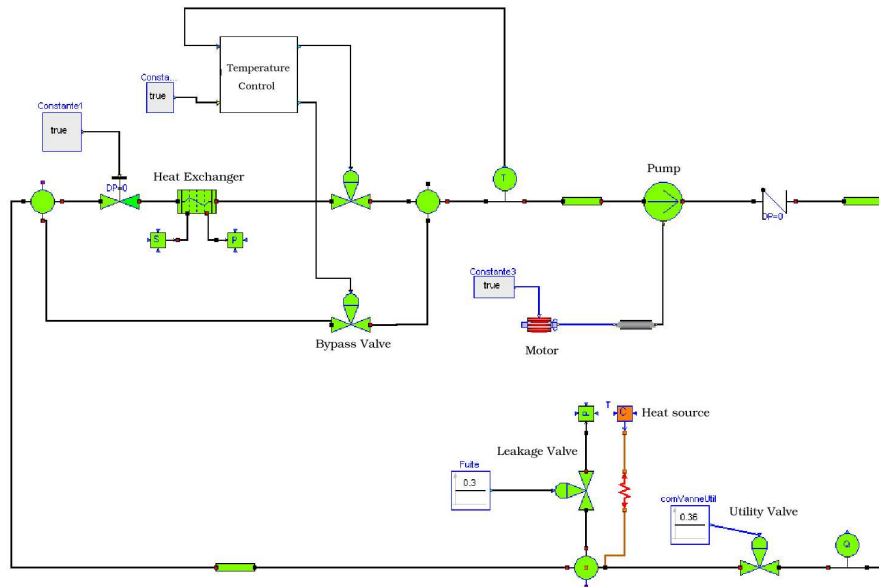 Temperature
Control
Consta...
true
Constante1
true
DP=0
Heat Exchanger
S
P
T
Pump
DP=0
Constante3
true
Motor
Bypass Valve
P
T
C
Heat source
Leakage Valve
Fuite
0.3
comVanneUtil
0.36
Utility Valve
Q